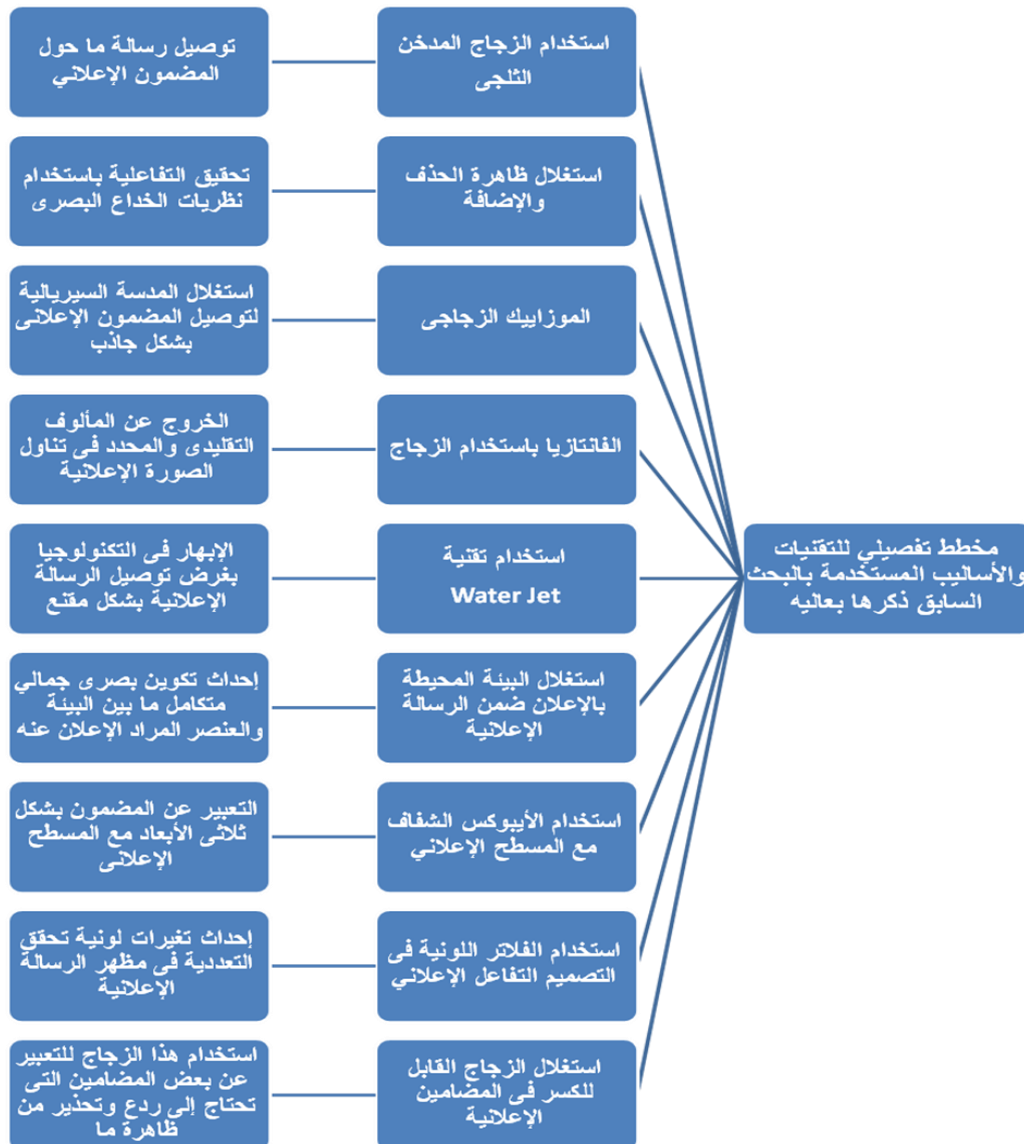 مخطط تفصيلي للتقنيات
والأساليب المستخدمة بالبحث
السابق ذكرها بعاليه
استخدام الزجاج المدخن
الثلجى
توصيل رسالة ما حول
المضمون الإعلاني
استغلال ظاهرة الحذف
والإضافة
تحقيق التفاعلية باستخدام
نظريات الخداع البصرى
الموزاييك الزجاجى
استغلال المدسة السيريالية
لتوصيل المضمون الإعلانى
بشكل جاذب
الفانتازيا باستخدام الزجاج
الخروج عن المألوف
التقليدى والمحدد فى تناول
الصورة الإعلانية
استخدام تقنية
Water Jet
الإبهار فى التكنولوجيا
بغرض توصيل الرسالة
الإعلانية بشكل مقنع
استغلال البيئة المحيطة
بالإعلان ضمن الرسالة
الإعلانية
إحداث تكوين بصرى جمالي
متكامل ما بين البيئة
والعنصر المراد الإعلان عنه
استخدام الأيبوكس الشفاف
مع المسطح الإعلاني
التعبير عن المضمون بشكل
ثلاثى الأبعاد مع المسطح
الإعلانى
استخدام الفلاتر اللونية فى
التصميم التفاعل الإعلاني
إحداث تغيرات لونية تحقق
التعددية فى مظهر الرسالة
الإعلانية
استغلال الزجاج القابل
للكسر فى المضامين
الإعلانية
استخدام هذا الزجاج للتعبير
عن بعض المضامين التى
تحتاج إلى ردع وتحذير من
ظاهرة ما